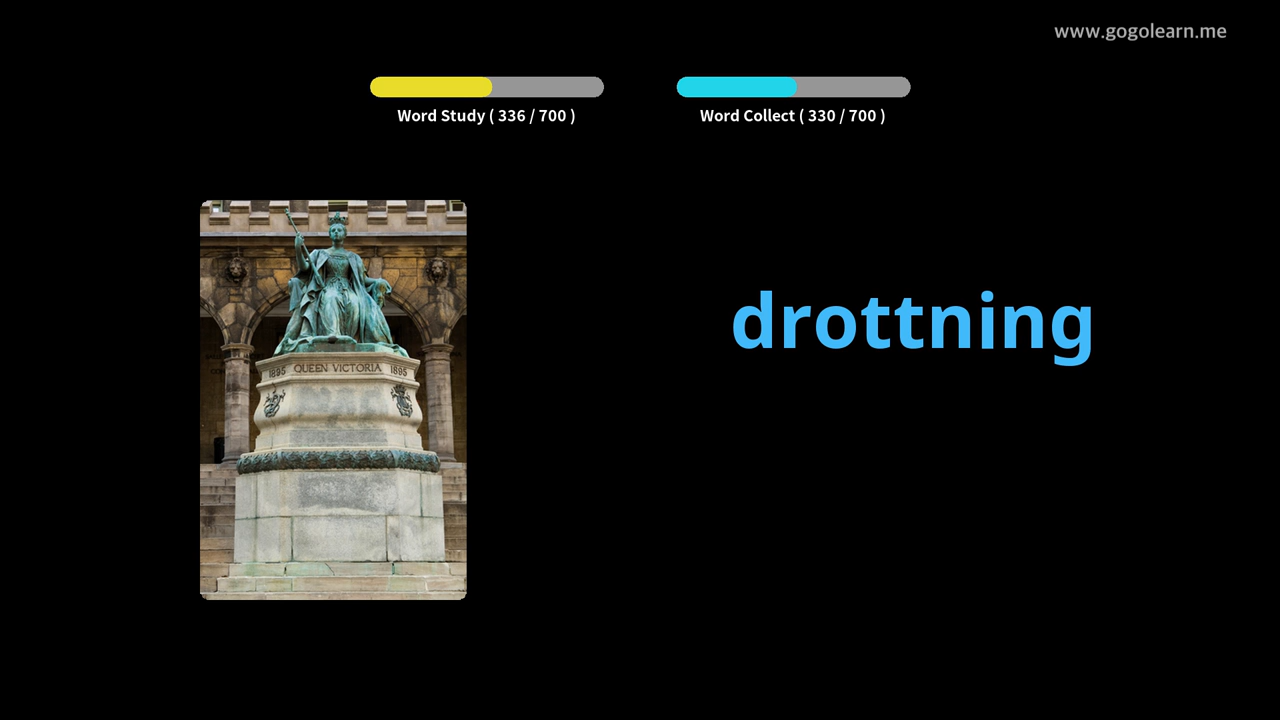 www.gogolearn.me
Word Study ( 336 / 700 )
Word Collect ( 330 / 700 )
drottning
1895 QUEEN VICTORIA 1895